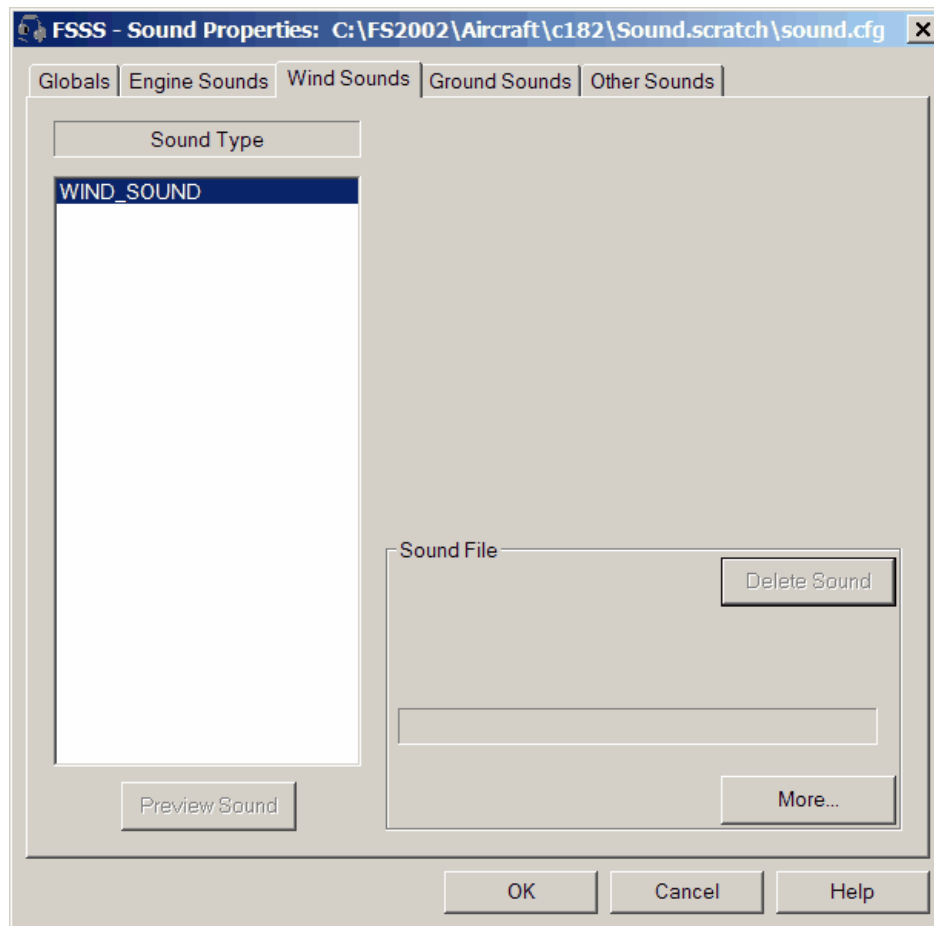 FSSS - Sound Properties: C:\FS2002\Aircraft\c182\Sound.scratch\sound.cfg
Globals Engine Sounds Wind Sounds Ground Sounds Other Sounds
Sound Type
WIND_SOUND
Sound File
Delete Sound
Preview Sound
More...
OK Cancel Help